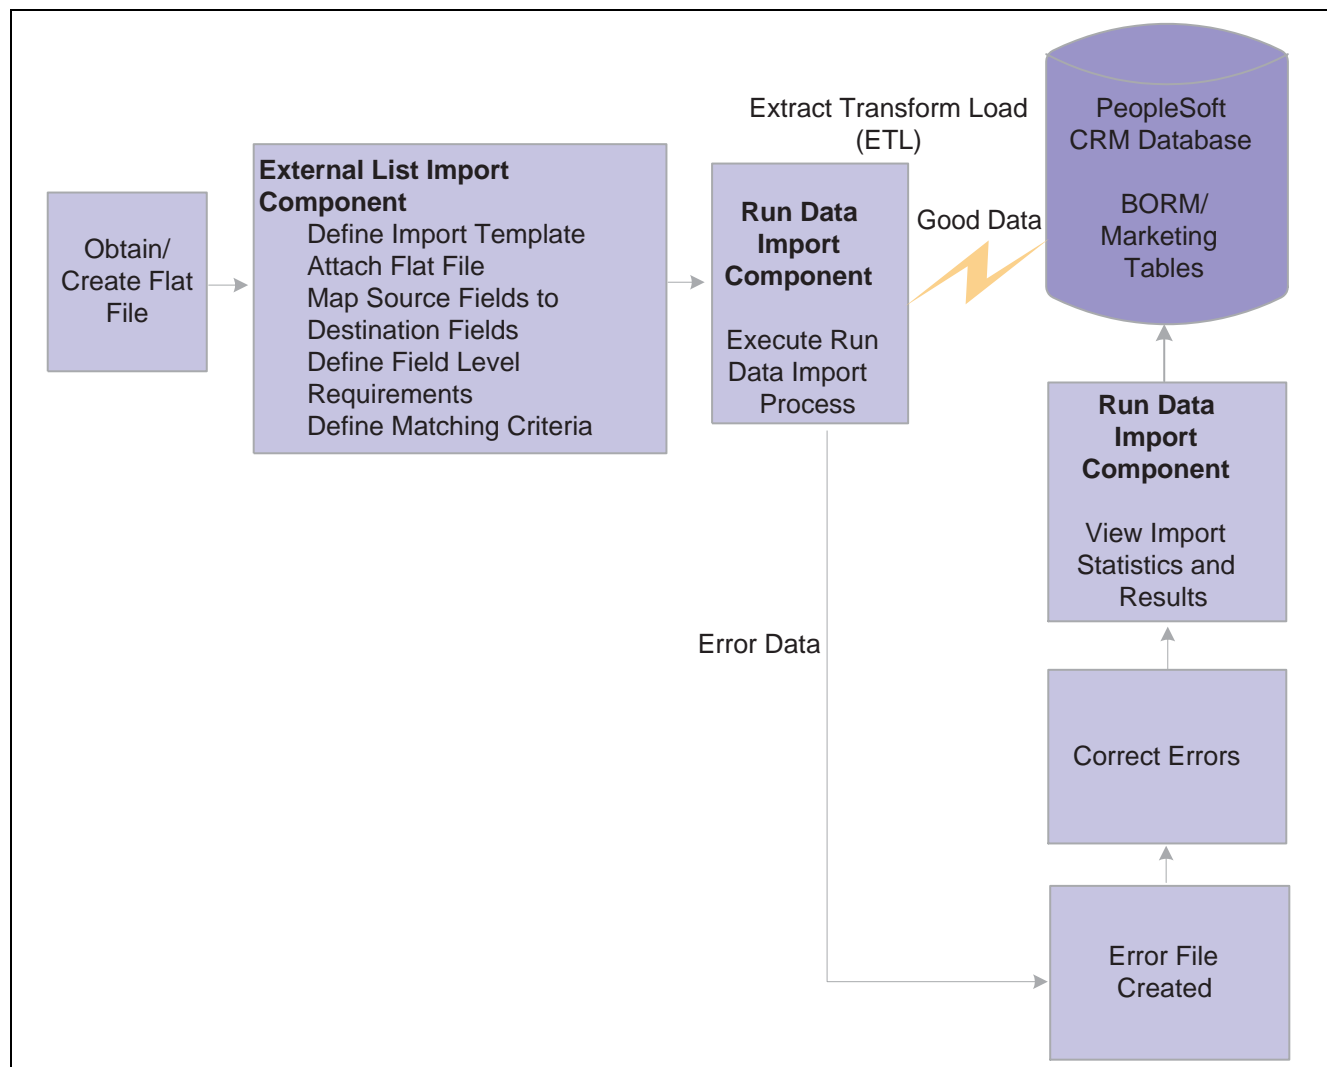 Obtain/
Create Flat
File
External List Import
Component
Define Import Template
Attach Flat File
Map Source Fields to
Destination Fields
Define Field Level
Requirements
Define Matching Criteria
Extract Transform Load
(ETL)
Run Data
Import
Component
Execute Run
Data Import
Process
Good Data
PeopleSoft
CRM Database
BORM/
Marketing
Tables
Run Data
Import
Component
View Import
Statistics and
Results
Error Data
Correct Errors
Error File
Created